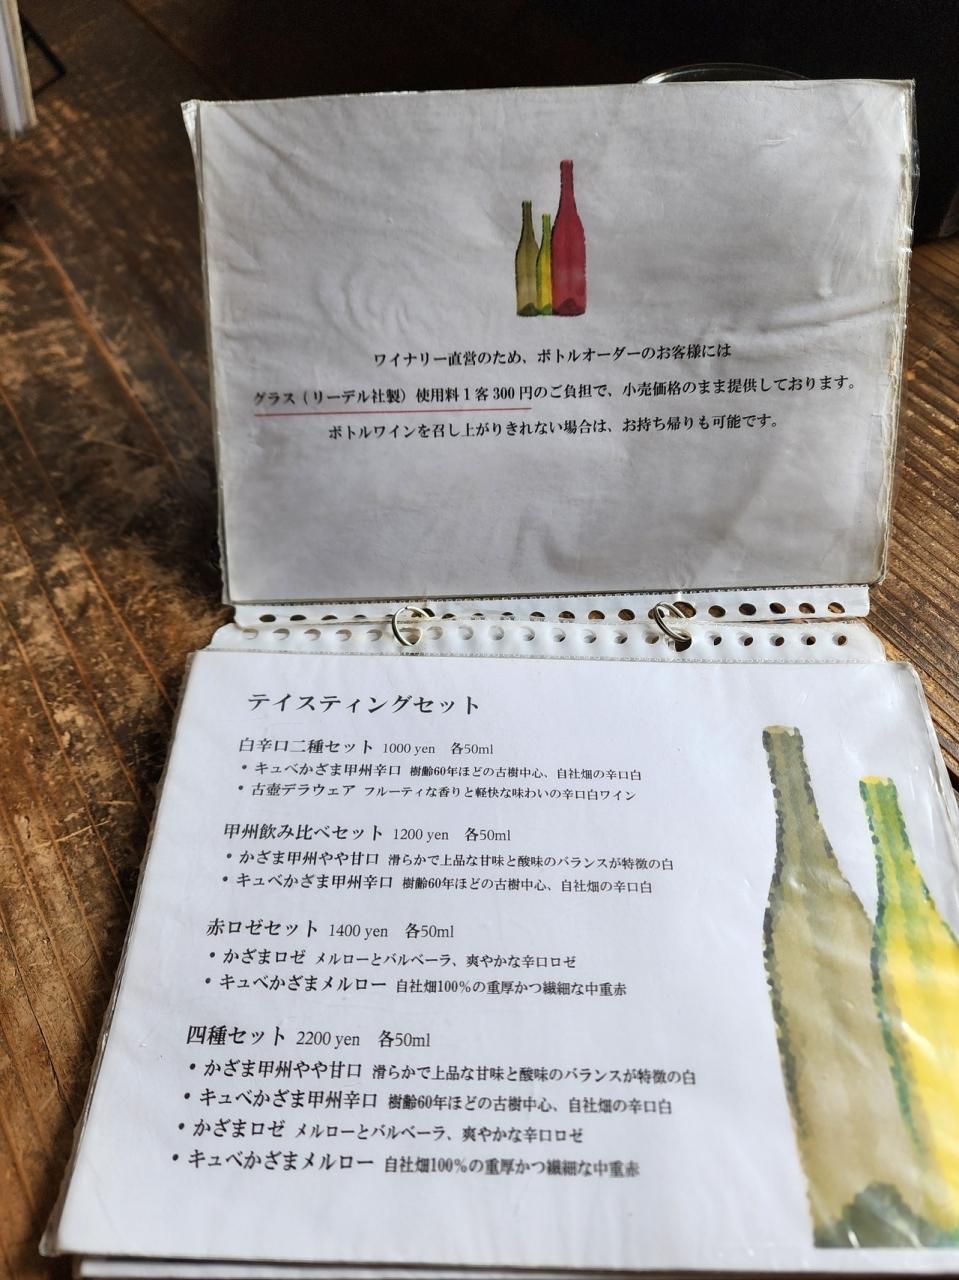 ワイナリー直営のため、ボトルオーダーのお客様には
グラス（リーデル社製）使用料1客300円のご負担で、小売価格のまま提供しております。
ボトルワインを召し上がりきれない場合は、お持ち帰りも可能です。
テイスティングセット
白辛口二種セット 1000 yen 各50ml
• キュベかざま甲州辛口 樹齢60年ほどの古樹中心、自社畑の辛口白
• 古壺デラウェア フルーティな香りと軽快な味わいの辛口白ワイン
甲州飲み比べセット 1200 yen 各50ml
• かざま甲州やや甘口 滑らかで上品な甘味と酸味のバランスが特徴の白
• キュベかざま甲州辛口 樹齢60年ほどの古樹中心、自社畑の辛口白
赤ロゼセット 1400 yen 各50ml
• かざまロゼ メルローとバルベーラ、爽やかな辛口ロゼ
• キュベかざまメルロー 自社畑100%の重厚かつ繊細な中重赤
四種セット 2200 yen 各50ml
• かざま甲州やや甘口 滑らかで上品な甘味と酸味のバランスが特徴の白
• キュベかざま甲州辛口 樹齢60年ほどの古樹中心、自社畑の辛口白
• かざまロゼ メルローとバルベーラ、爽やかな辛口ロゼ
• キュベかざまメルロー 自社畑100%の重厚かつ繊細な中重赤